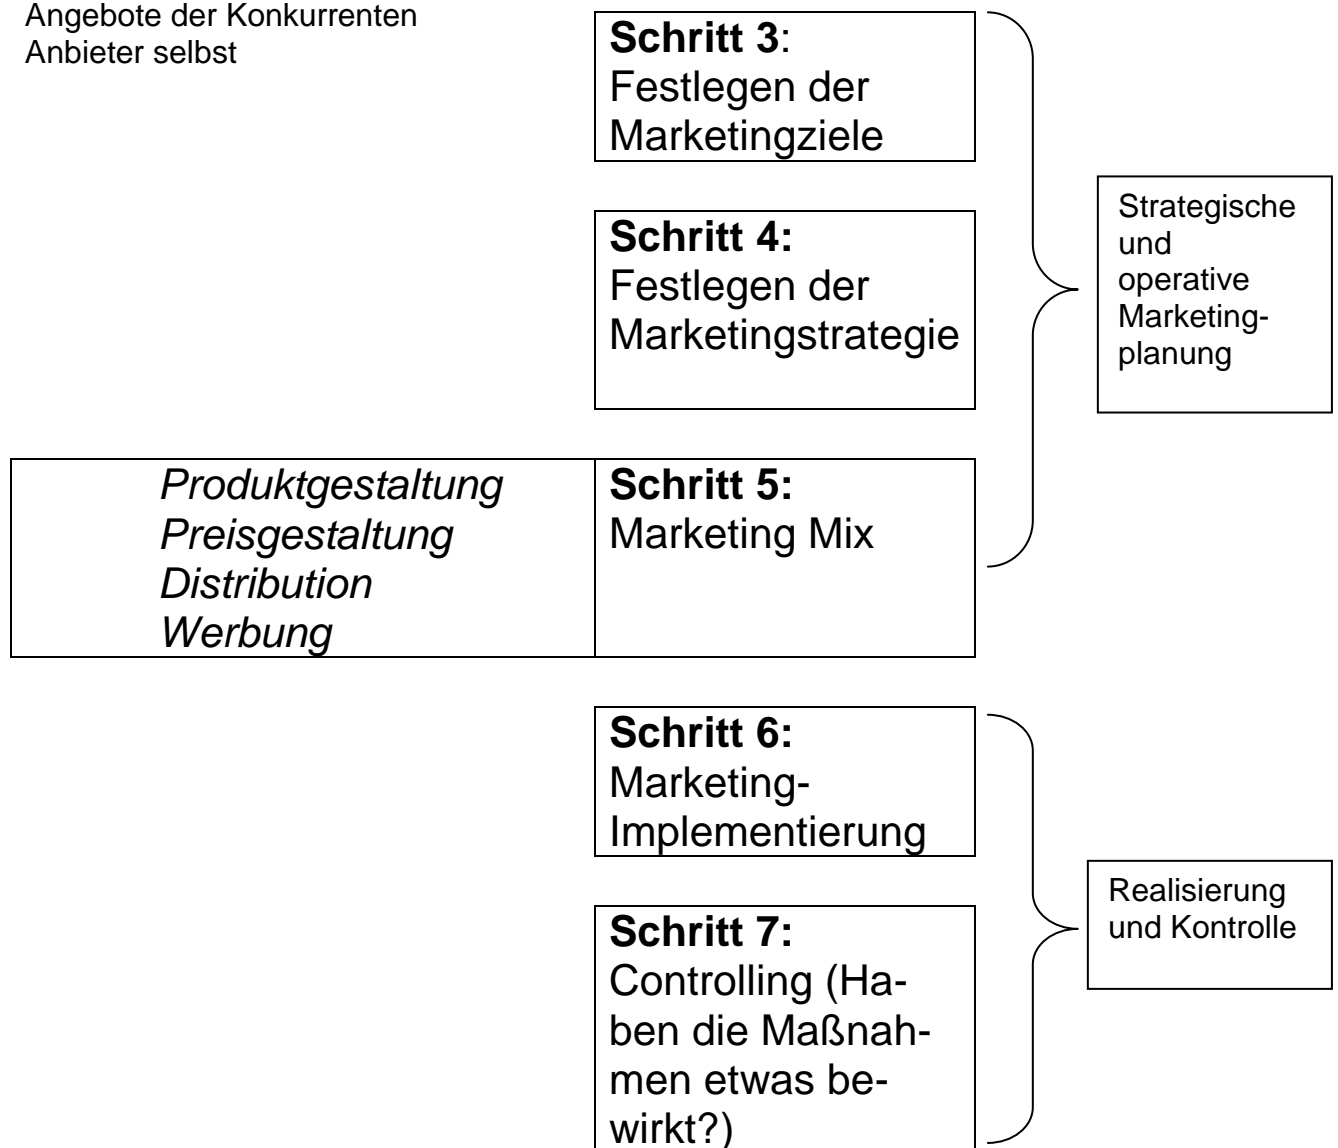 Angebote der Konkurrenten
Anbieter selbst
Schritt 3:
Festlegen der
Marketingziele
Schritt 4:
Festlegen der
Marketingstrategie
Strategische
und
operative
Marketing-
planung
Produktgestaltung
Preisgestaltung
Distribution
Werbung
Schritt 5:
Marketing Mix
Schritt 6:
Marketing-
Implementierung
Schritt 7:
Controlling (Ha-
ben die Maßnah-
men etwas be-
wirkt?)
Realisierung
und Kontrolle